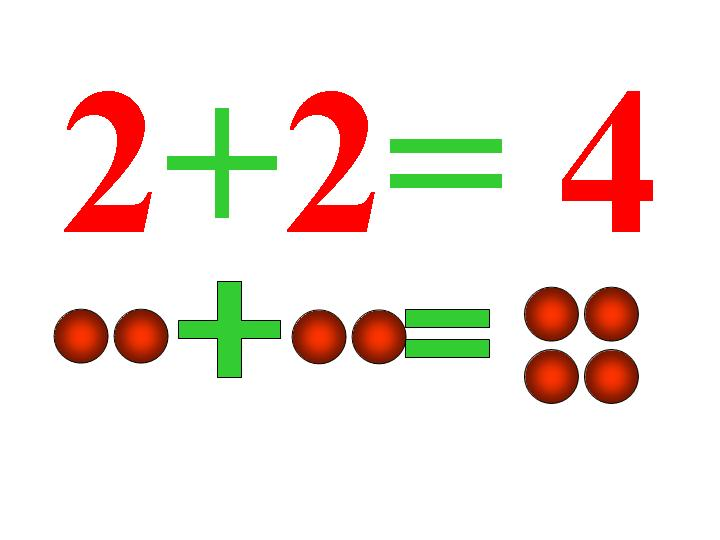 2+2= 4
+ =